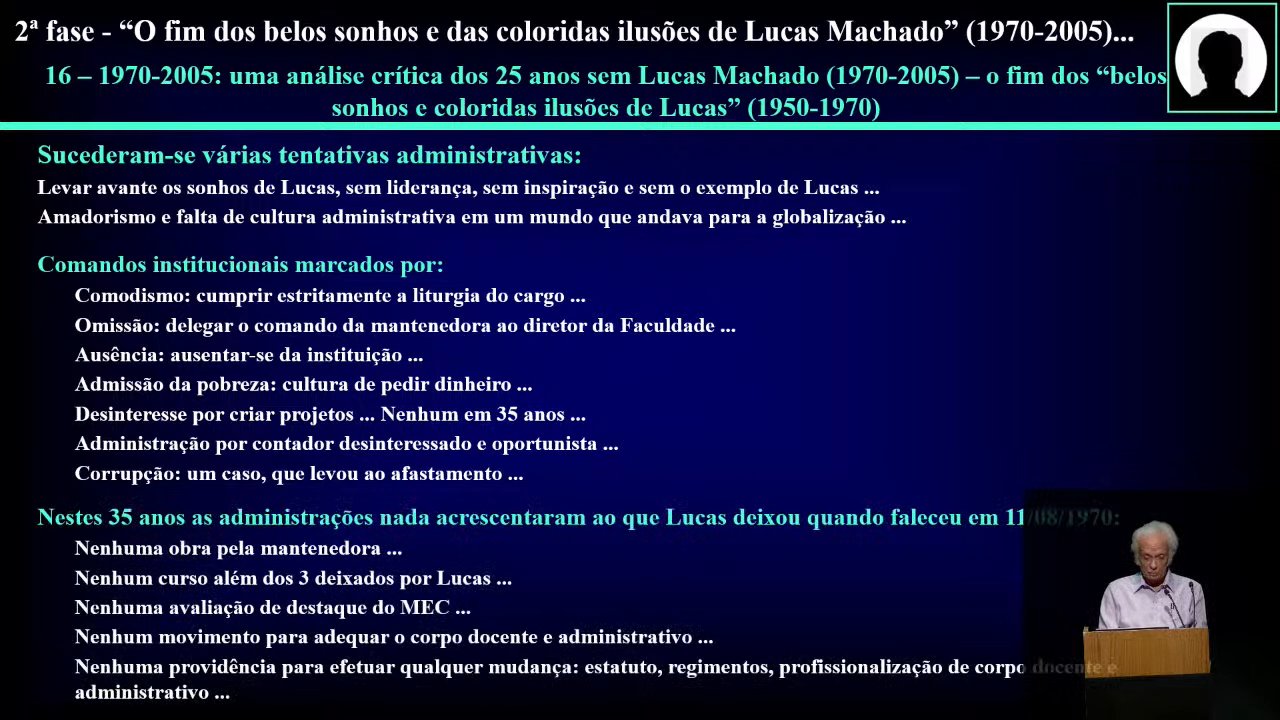 2ª fase - “O fim dos belos sonhos e das coloridas ilusões de Lucas Machado” (1970-2005)...
16 – 1970-2005: uma análise crítica dos 25 anos sem Lucas Machado (1970-2005) – o fim dos “belos
sonhos e coloridas ilusões de Lucas” (1950-1970)
Sucederam-se várias tentativas administrativas:
Levar avante os sonhos de Lucas, sem liderança, sem inspiração e sem o exemplo de Lucas ...
Amadorismo e falta de cultura administrativa em um mundo que andava para a globalização ...
Comandos institucionais marcados por:
Comodismo: cumprir estritamente a liturgia do cargo ...
Omissão: delegar o comando da mantenedora ao diretor da Faculdade ...
Ausência: ausentar-se da instituição ...
Admissão da pobreza: cultura de pedir dinheiro ...
Desinteresse por criar projetos ... Nenhum em 35 anos ...
Administração por contador desinteressado e oportunista ...
Corrupção: um caso, que levou ao afastamento ...
Nestes 35 anos as administrações nada acrescentaram ao que Lucas deixou quando faleceu em 11/08/1970:
Nenhuma obra pela mantenedora ...
Nenhum curso além dos 3 deixados por Lucas ...
Nenhuma avaliação de destaque do MEC ...
Nenhum movimento para adequar o corpo docente e administrativo ...
Nenhuma providência para efetuar qualquer mudança: estatuto, regimentos, profissionalização de corpo docente e
administrativo ...